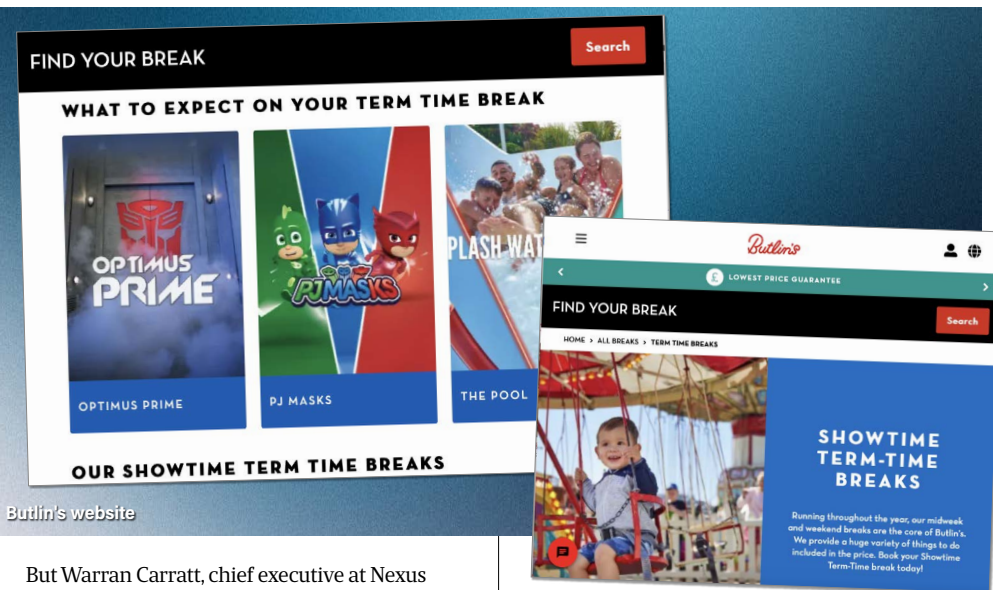 FIND YOUR BREAK
Search
WHAT TO EXPECT ON YOUR TERM TIME BREAK
OPTIMUS
PRIME
PJMASKS
PLASH WAT
OPTIMUS PRIME
PJ MASKS
THE POOL
OUR SHOWTIME TERM TIME BREAKS
Butlin's website
Butlin's
£ LOWEST PRICE GUARANTEE
FIND YOUR BREAK
Search
HOME > ALL BREAKS > TERM TIME BREAKS
SHOWTIME
TERM-TIME
BREAKS
Running throughout the year, our midweek
and weekend breaks are the core of Butlin's.
We provide a huge variety of things to do
included in the price. Book your Showtime
Term-Time break today!
But Warran Carratt, chief executive at Nexus